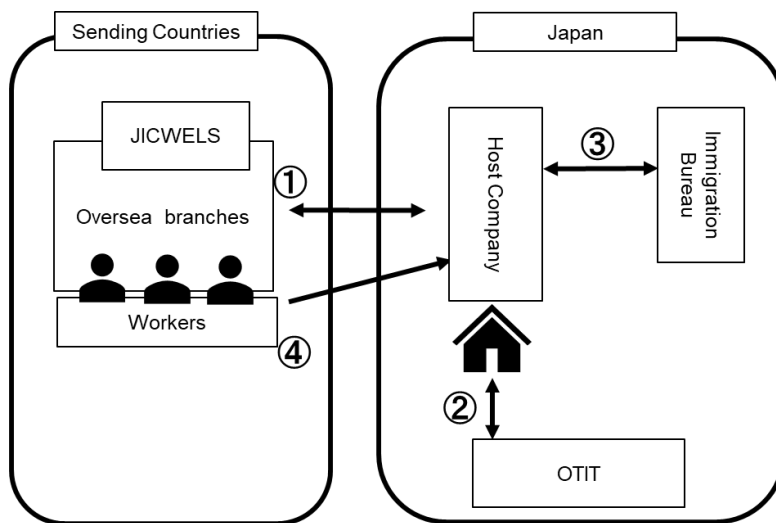 Sending Countries
Japan
JICWELS
Oversea branches
Workers
①
④
Host Company
③
Immigration
Bureau
②
OTIT